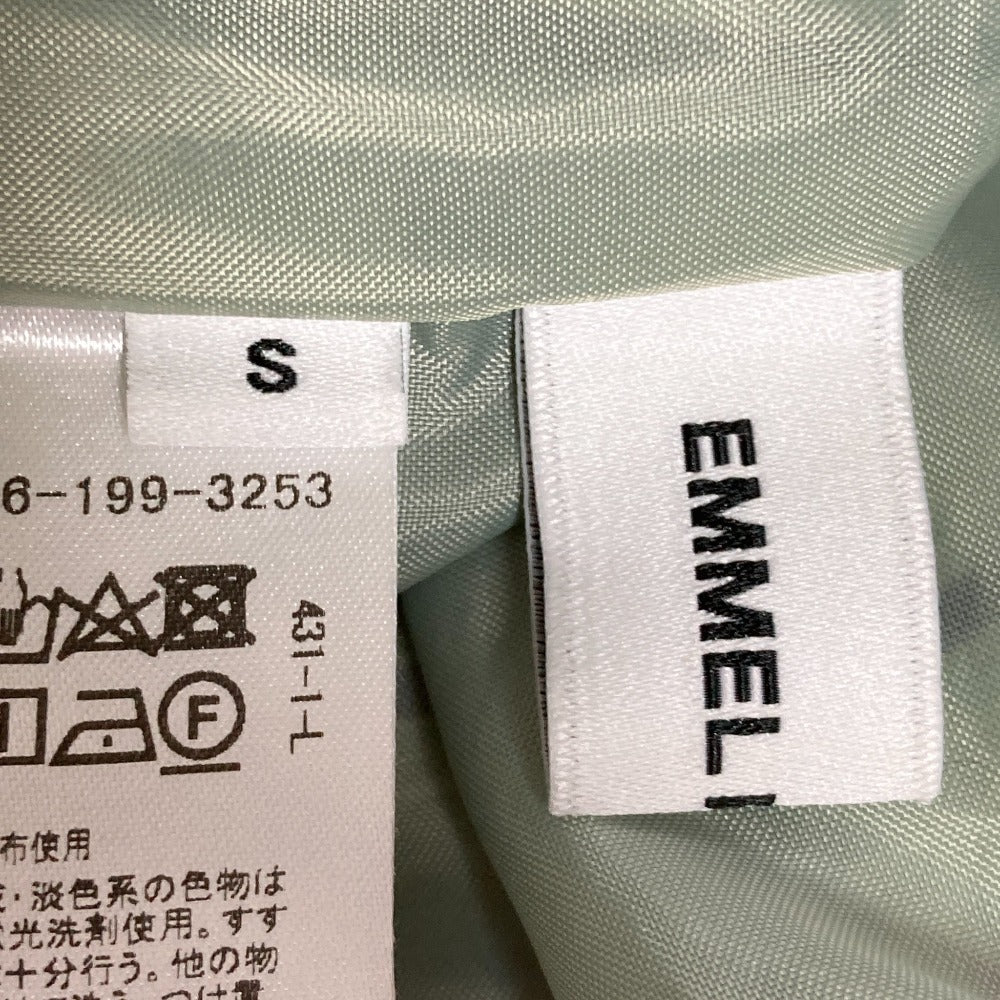 S
6-199-3253
431-1-L
F
布使用
・淡色系の色物は
光洗剤使用。すす
十分行う。他の物
EMMEL